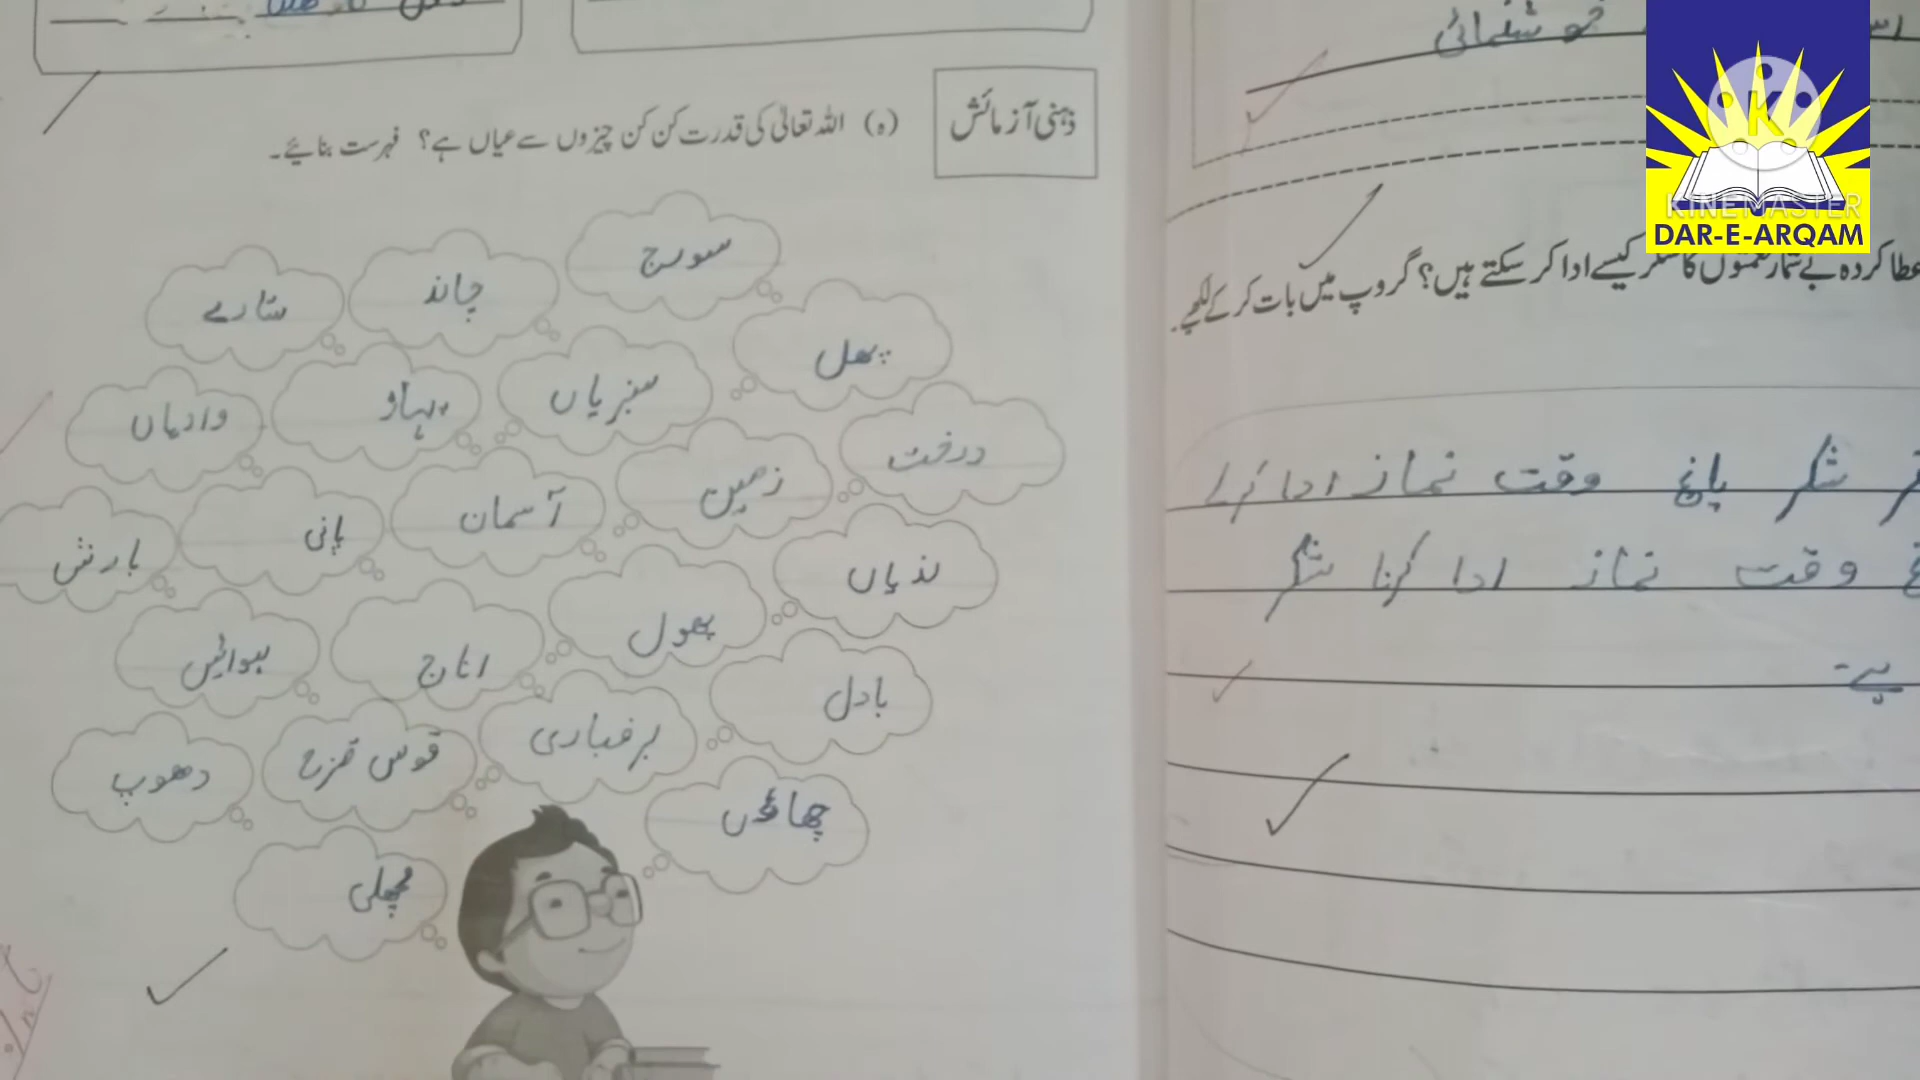 ذہنی آزمائش
(ہ) اللہ تعالیٰ کی قدرت کن کن چیزوں سے عیاں ہے؟ فہرست بنائیے۔
سورج
چاند
ستارے
پھل
سبزیاں
پہاڑ
وادیاں
درخت
زمین
آسمان
پانی
بارش
ندیاں
پھول
اناج
ہوائیں
بادل
برفباری
قوس قزح
دھوپ
چھاؤں
مچھلی
خوشنمائی
عطا کردہ بے شمار نعمتوں کا شکر کیسے ادا کر سکتے ہیں؟ گروپ میں بات کر کے لکھیے۔
شکر پانچ وقت نماز ادا کرکے
وقت نماز ادا کرنا شکر
ہے۔
K
KINEMASTER
DAR-E-ARQAM